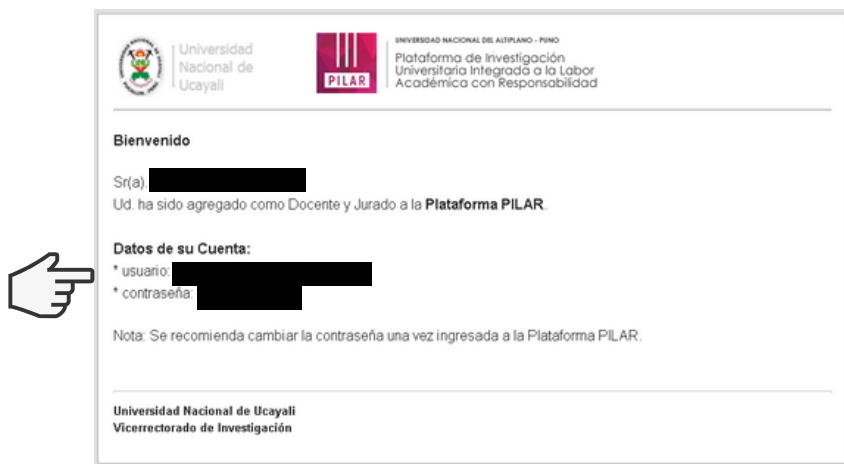 Universidad
Nacional de
Ucayali
PILAR
UNIVERSIDAD NACIONAL DEL ALTIPLANO - PUNO
Plataforma de Investigación
Universitaria Integrada a la Labor
Académica con Responsabilidad
Bienvenido
Sr(a).
Ud. ha sido agregado como Docente y Jurado a la Plataforma PILAR.
Datos de su Cuenta:
* usuario:
* contraseña:
Nota: Se recomienda cambiar la contraseña una vez ingresada a la Plataforma PILAR.
Universidad Nacional de Ucayali
Vicerrectorado de Investigación